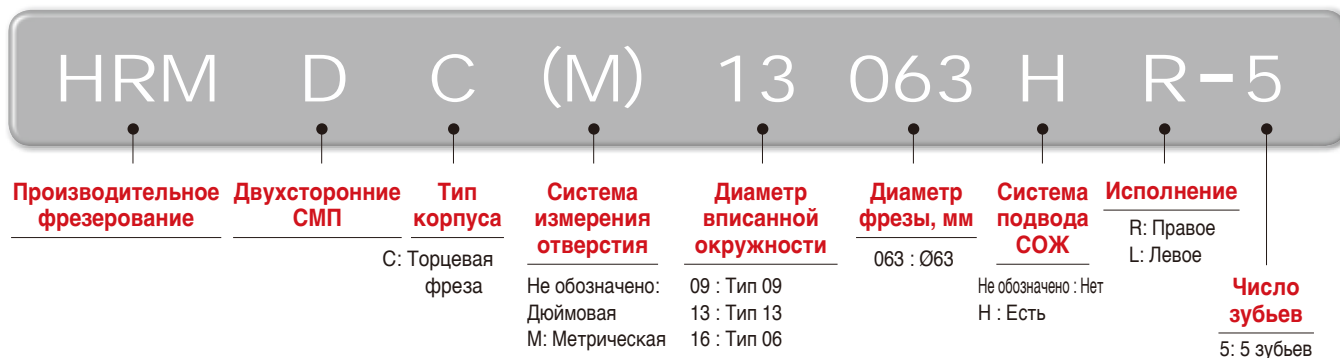 HRM D C (M) 13 063 H R-5
Производительное
фрезерование
Двухсторонние
СМП
Тип
корпуса
C: Торцевая
фреза
Система
измерения
отверстия
Не обозначено:
Дюймовая
M: Метрическая
Диаметр
вписанной
окружности
09 : Тип 09
13 : Тип 13
16 : Тип 06
Диаметр
фрезы, мм
063 : Ø63
Система
подвода
СОЖ
Не обозначено : Нет
H : Есть
Исполнение
R: Правое
L: Левое
Число
зубьев
5: 5 зубьев